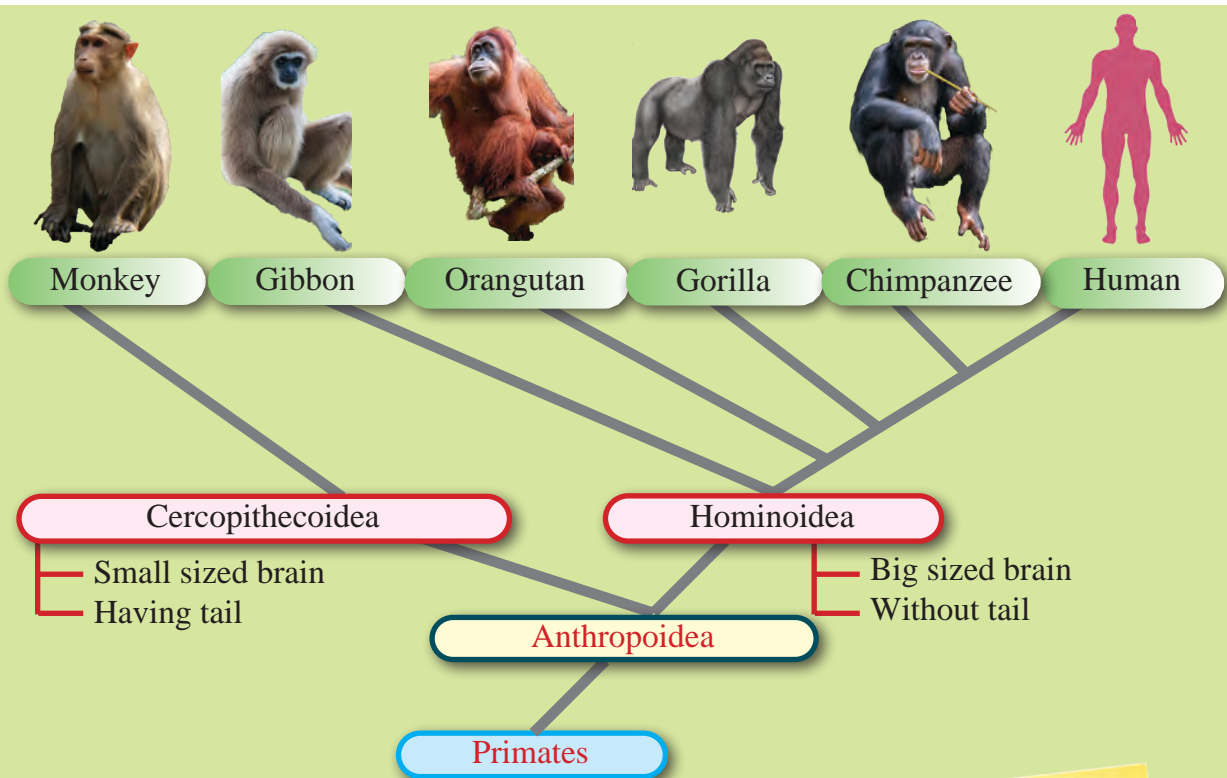 Monkey
Gibbon
Orangutan
Gorilla
Chimpanzee
Human
Cercopithecoidea
Small sized brain
Having tail
Hominoidea
Big sized brain
Without tail
Anthropoidea
Primates